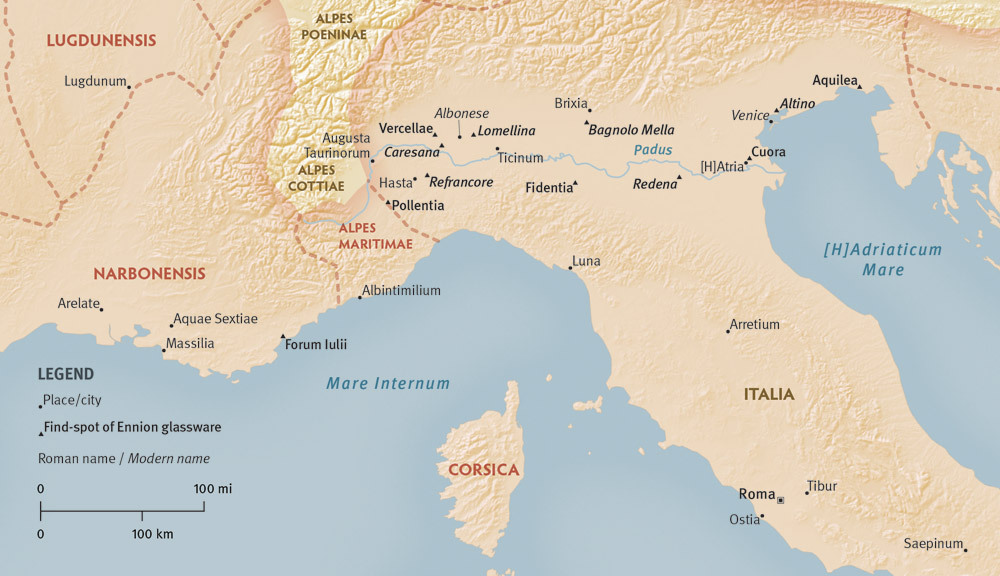 ALPES
POENINAE
LUGDUNENSIS
Lugdunum
Aquilea
Brixia
Altino
Albonese
Venice
Vercellae
Lomellina
Bagnolo Mella
Augusta
Taurinorum
Caresana
Padus
Cuora
Ticinum
[H]Atria
ALPES
COTTIAE
Hasta
Refrancore
Fidentia
Redena
Pollentia
ALPES
MARITIMAE
[H]Adriaticum
Mare
Luna
NARBONENSIS
Albintimilium
Arelate
Aquae Sextiae
Arretium
Massilia
Forum Iulii
LEGEND
Mare Internum
ITALIA
Place/city
Find-spot of Ennion glassware
Roman name / Modern name
CORSICA
0 100 mi
0 100 km
Roma
Tibur
Ostia
Saepinum